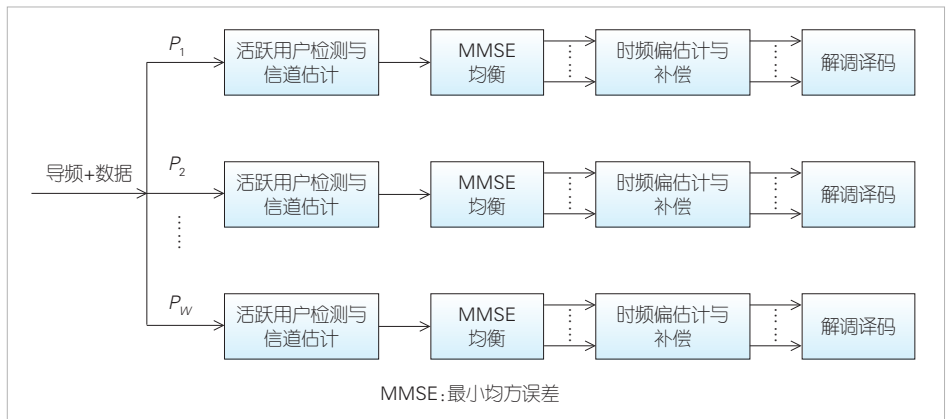 P₁
活跃用户检测与
信道估计
MMSE
均衡
时频偏估计与
补偿
解调译码
导频+数据
P₂
活跃用户检测与
信道估计
MMSE
均衡
时频偏估计与
补偿
解调译码
P_W
活跃用户检测与
信道估计
MMSE
均衡
时频偏估计与
补偿
解调译码
MMSE:最小均方误差